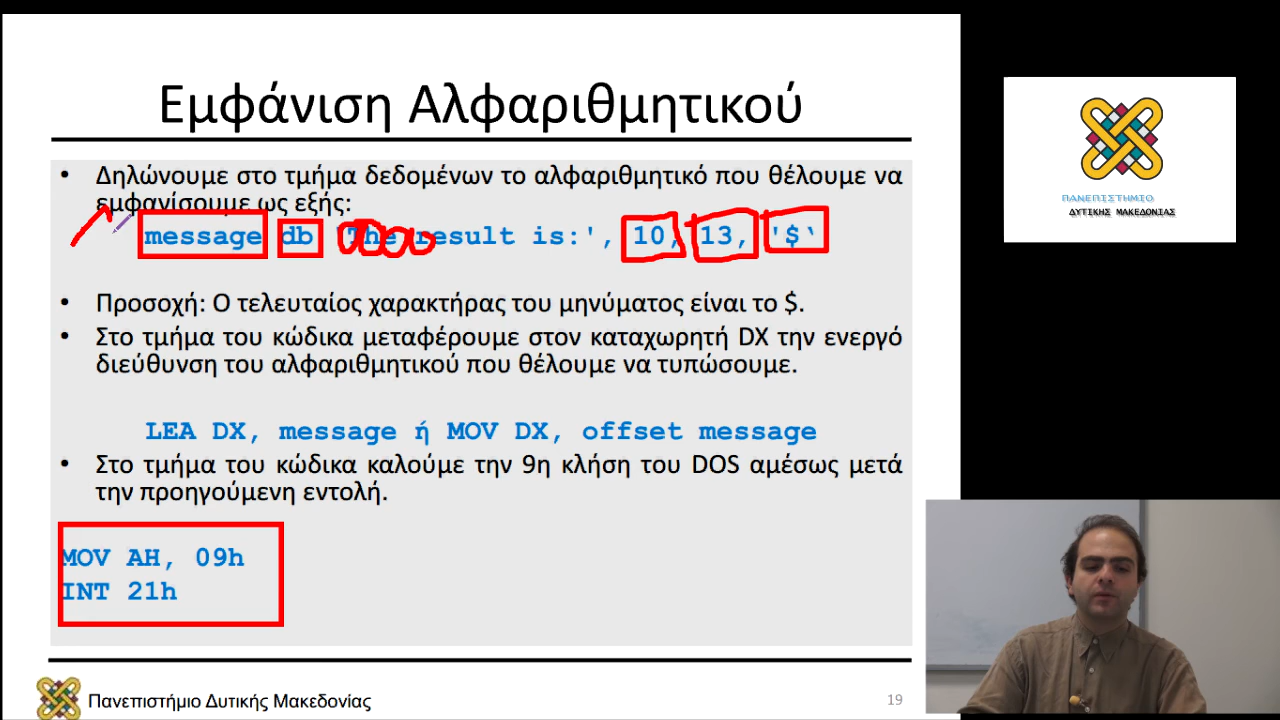 Εμφάνιση Αλφαριθμητικού
• Δηλώνουμε στο τμήμα δεδομένων το αλφαριθμητικό που θέλουμε να
εμφανίσουμε ως εξής:
message db 'The result is:', 10, 13, '$‘
• Προσοχή: Ο τελευταίος χαρακτήρας του μηνύματος είναι το $.
• Στο τμήμα του κώδικα μεταφέρουμε στον καταχωρητή DX την ενεργό
διεύθυνση του αλφαριθμητικού που θέλουμε να τυπώσουμε.
LEA DX, message ή MOV DX, offset message
• Στο τμήμα του κώδικα καλούμε την 9η κλήση του DOS αμέσως μετά
την προηγούμενη εντολή.
MOV AH, 09h
INT 21h
Πανεπιστήμιο Δυτικής Μακεδονίας
19
ΠΑΝΕΠΙΣΤΗΜΙΟ
ΔΥΤΙΚΗΣ ΜΑΚΕΔΟΝΙΑΣ